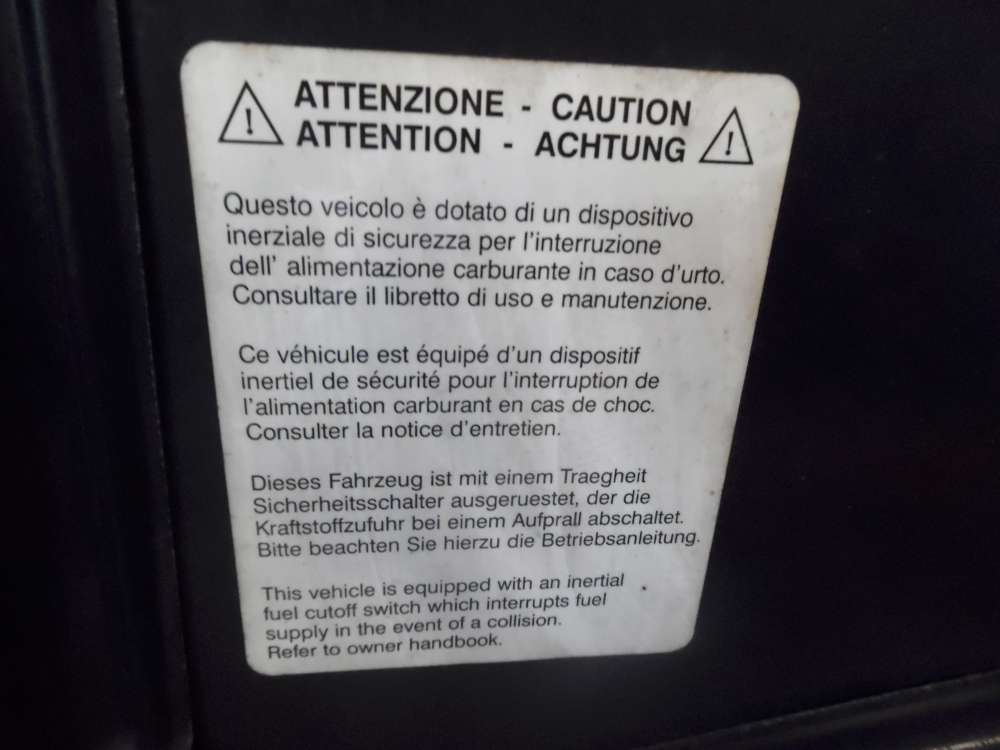 ATTENZIONE - CAUTION
ATTENTION - ACHTUNG
Questo veicolo è dotato di un dispositivo
inerziale di sicurezza per l'interruzione
dell' alimentazione carburante in caso d'urto.
Consultare il libretto di uso e manutenzione.
Ce véhicule est équipé d'un dispositif
inertiel de sécurité pour l'interruption de
l'alimentation carburant en cas de choc.
Consulter la notice d'entretien.
Dieses Fahrzeug ist mit einem Traegheit
Sicherheitsschalter ausgeruestet, der die
Kraftstoffzufuhr bei einem Aufprall abschaltet.
Bitte beachten Sie hierzu die Betriebsanleitung.
This vehicle is equipped with an inertial
fuel cutoff switch which interrupts fuel
supply in the event of a collision.
Refer to owner handbook.